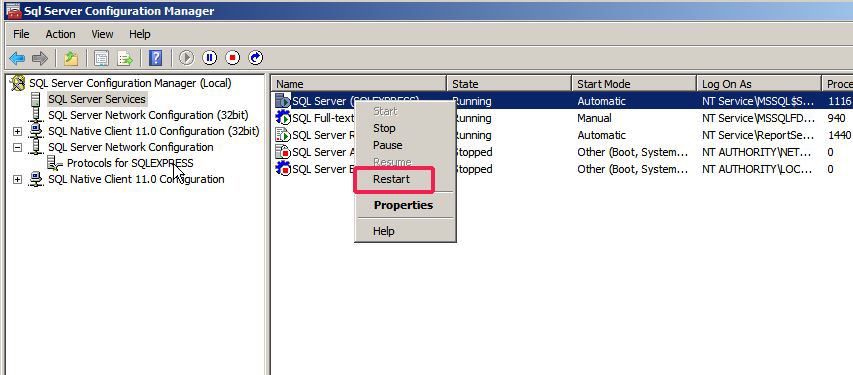 Sql Server Configuration Manager
File Action View Help
SQL Server Configuration Manager (Local)
SQL Server Services
SQL Server Network Configuration (32bit)
SQL Native Client 11.0 Configuration (32bit)
SQL Server Network Configuration
Protocols for SQLEXPRESS
SQL Native Client 11.0 Configuration
Name State Start Mode Log On As Proce
SQL Server (SQLEXPRESS) Running Automatic NT Service\MSSQL$S... 1116
SQL Full-text Running Manual NT Service\MSSQLFD... 940
SQL Server R Running Automatic NT Service\ReportSe... 1440
SQL Server A Stopped Other (Boot, System... NT AUTHORITY\NET... 0
SQL Server B Stopped Other (Boot, System... NT AUTHORITY\LOC... 0
Start
Stop
Pause
Resume
Restart
Properties
Help